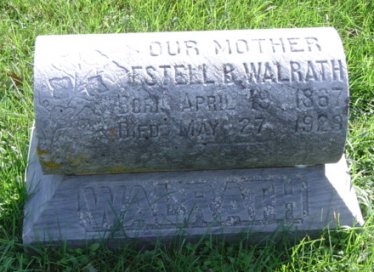 OUR MOTHER
ESTELL B. WALRATH
BORN APRIL 1867
DIED MAY 27 1929
WALRATH